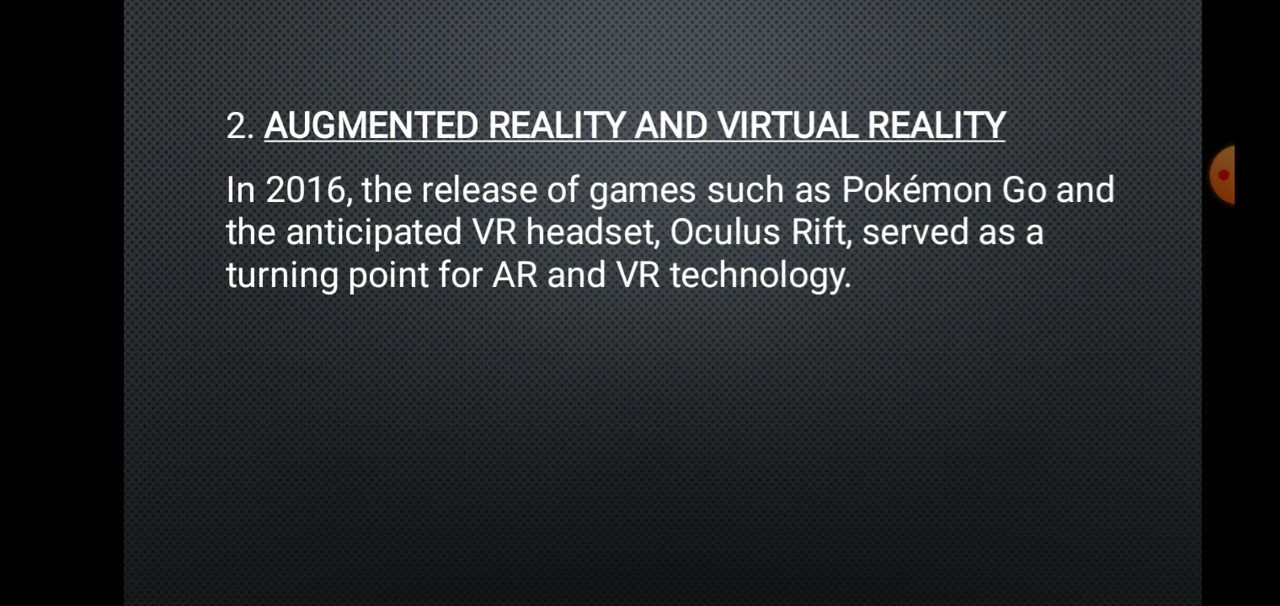 2. AUGMENTED REALITY AND VIRTUAL REALITY
In 2016, the release of games such as Pokémon Go and
the anticipated VR headset, Oculus Rift, served as a
turning point for AR and VR technology.